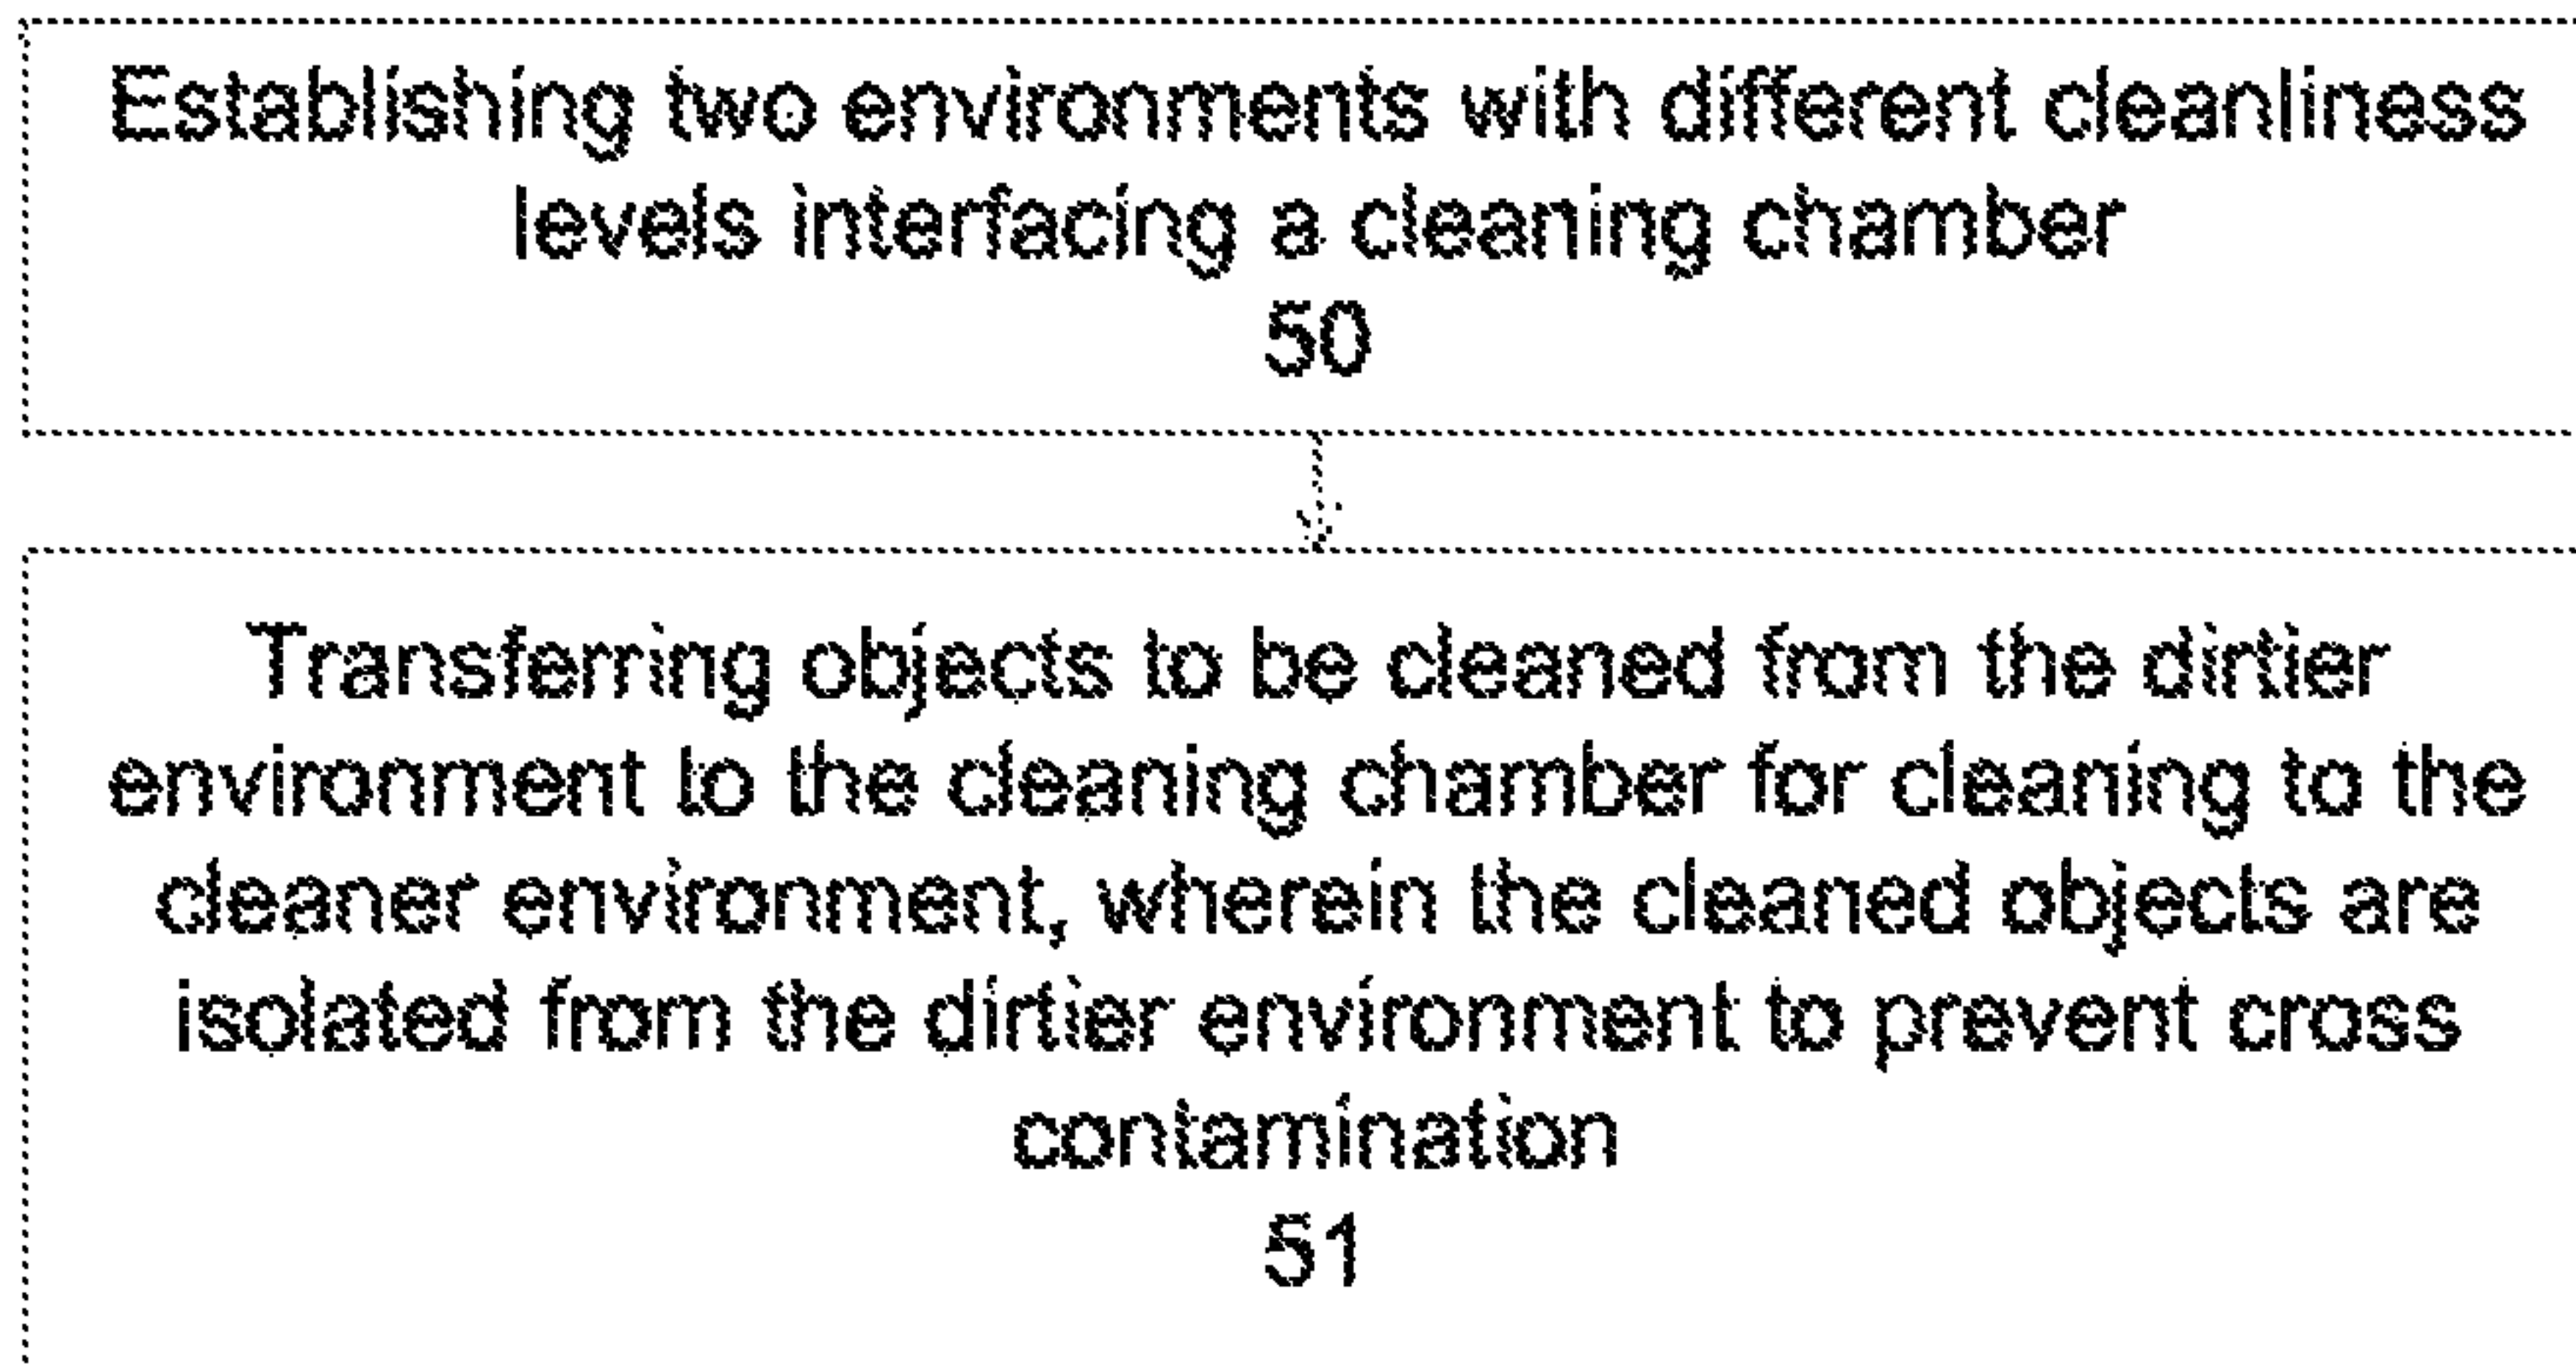 Establishing two environments with different cleanliness
levels interfacing a cleaning chamber
50
Transferring objects to be cleaned from the dirtier
environment to the cleaning chamber for cleaning to the
cleaner environment, wherein the cleaned objects are
isolated from the dirtier environment to prevent cross
contamination
51